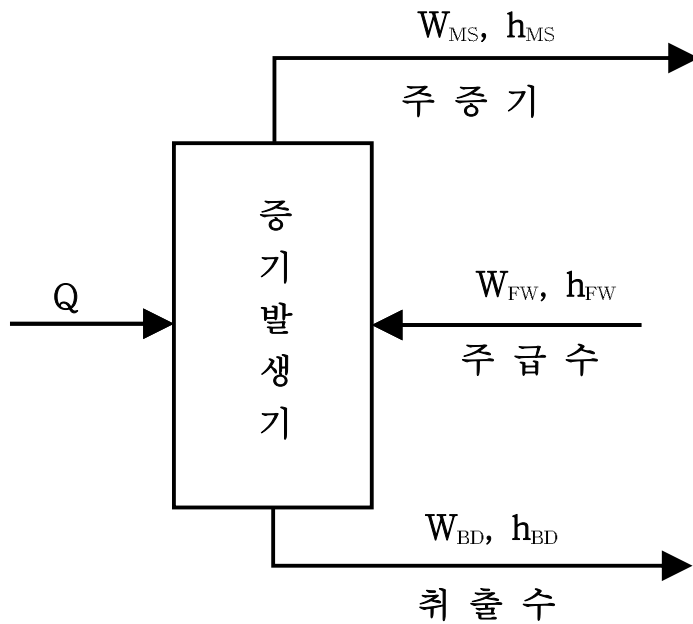 W_MS, h_MS
주 증 기
증
기
발
생
기
Q
W_FW, h_FW
주 급 수
W_BD, h_BD
취 출 수